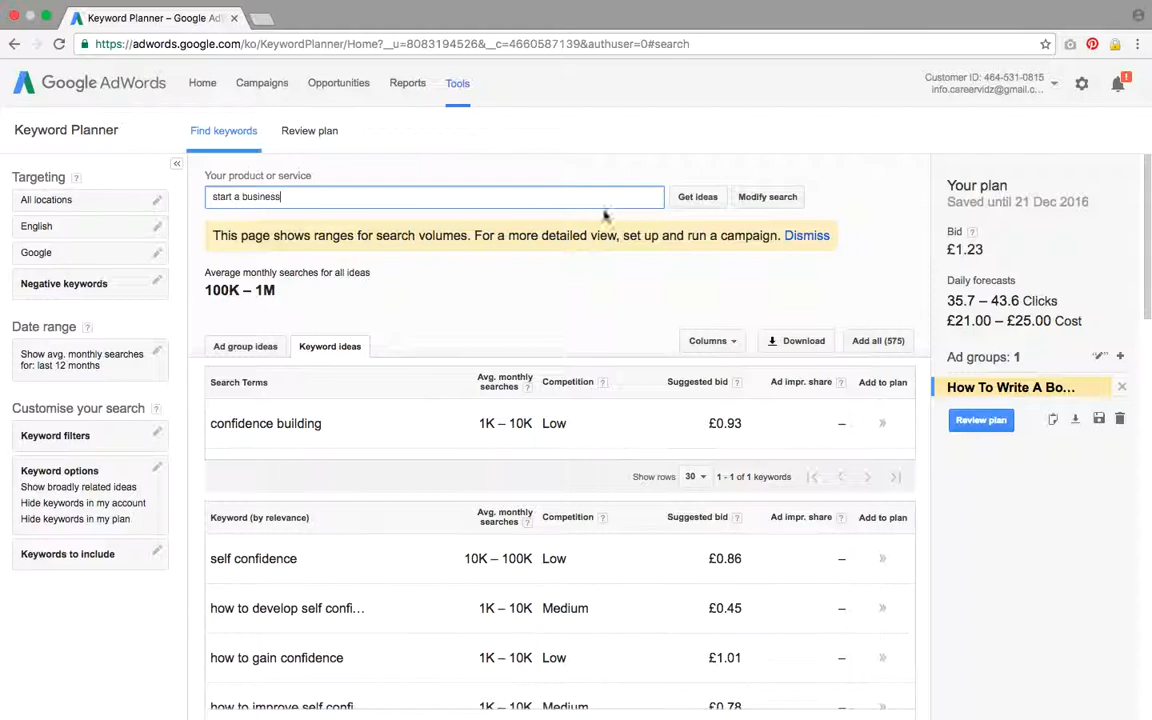 Keyword Planner – Google Ad
https://adwords.google.com/ko/KeywordPlanner/Home?__u=8083194526&__c=4660587139&authuser=0#search
Google AdWords
Home
Campaigns
Opportunities
Reports
Tools
Customer ID: 464-531-0815
info.careervidz@gmail.c...
!
Keyword Planner
Find keywords
Review plan
«
Targeting ?
All locations
English
Google
Negative keywords
Date range ?
Show avg. monthly searches
for: last 12 months
Customise your search ?
Keyword filters
Keyword options
Show broadly related ideas
Hide keywords in my account
Hide keywords in my plan
Keywords to include
Your product or service
start a business
Get ideas
Modify search
This page shows ranges for search volumes. For a more detailed view, set up and run a campaign. Dismiss
Average monthly searches for all ideas
100K – 1M
Ad group ideas
Keyword ideas
Columns
Download
Add all (575)
Search Terms
Avg. monthly
searches ?
Competition ?
Suggested bid ?
Ad impr. share ?
Add to plan
confidence building 1K – 10K Low £0.93 – »
Show rows 30 1 - 1 of 1 keywords
Keyword (by relevance)
Avg. monthly
searches ?
Competition ?
Suggested bid ?
Ad impr. share ?
Add to plan
self confidence 10K – 100K Low £0.86 – »
how to develop self confi... 1K – 10K Medium £0.45 – »
how to gain confidence 1K – 10K Low £1.01 – »
how to improve self confi... 1K – 10K Medium £0.78 – »
Your plan
Saved until 21 Dec 2016
Bid ?
£1.23
Daily forecasts
35.7 – 43.6 Clicks
£21.00 – £25.00 Cost
Ad groups: 1
How To Write A Bo...
Review plan